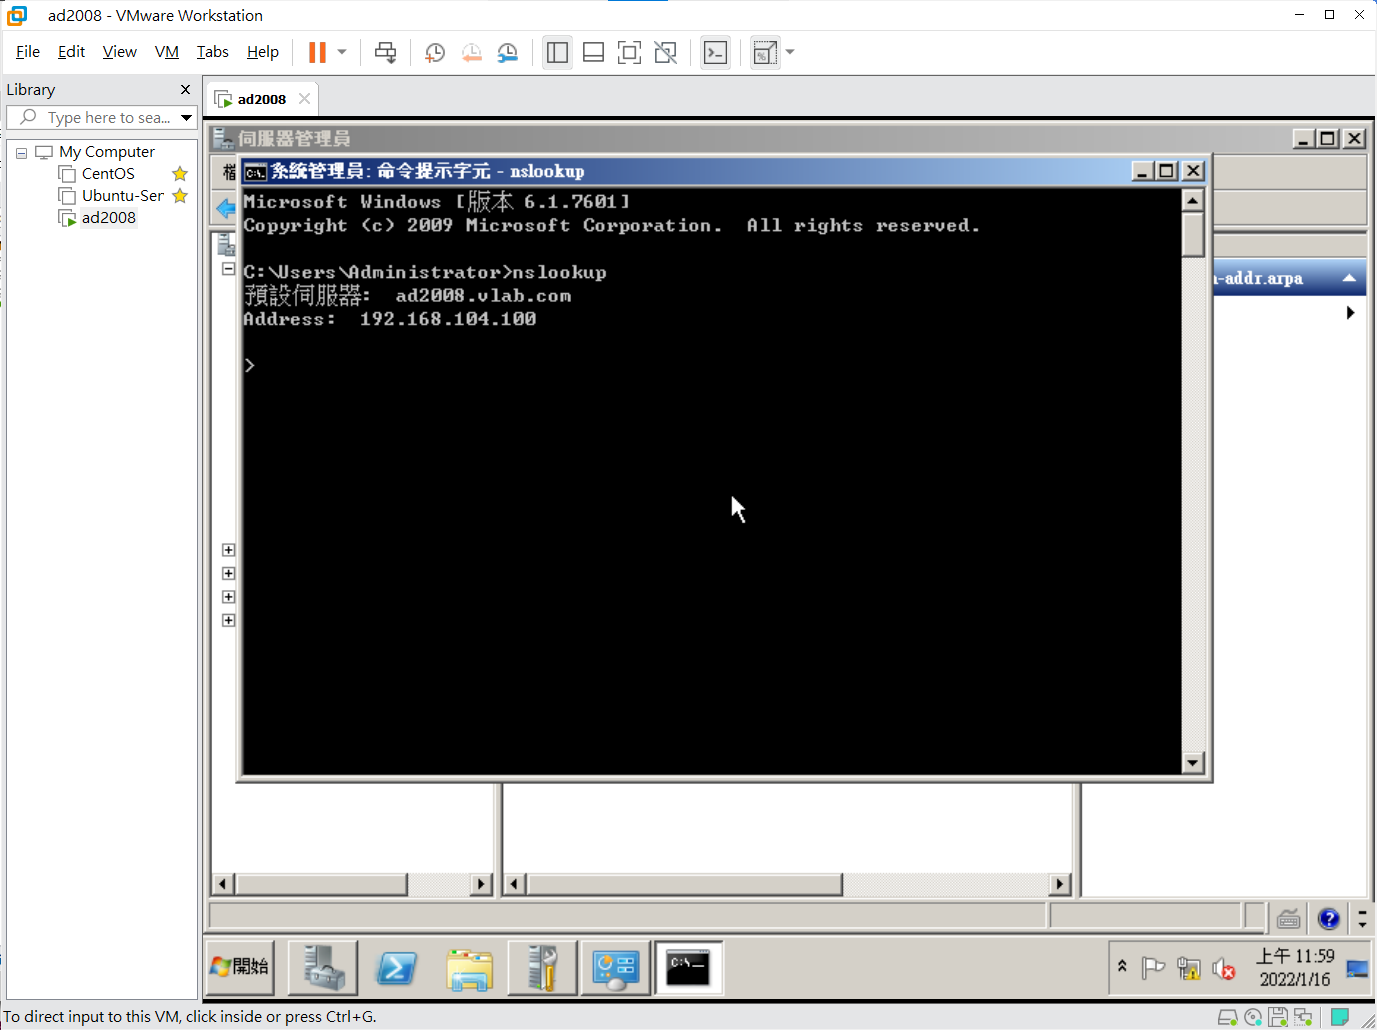 ad2008 - VMware Workstation
File Edit View VM Tabs Help
Library
Type here to sea...
My Computer
CentOS
Ubuntu-Ser
ad2008
ad2008
伺服器管理員
檔
系統管理員: 命令提示字元 - nslookup
Microsoft Windows [版本 6.1.7601]
Copyright (c) 2009 Microsoft Corporation.  All rights reserved.
C:\Users\Administrator>nslookup
預設伺服器:  ad2008.vlab.com
Address:  192.168.104.100
>
-addr.arpa
開始
上午 11:59
2022/1/16
To direct input to this VM, click inside or press Ctrl+G.